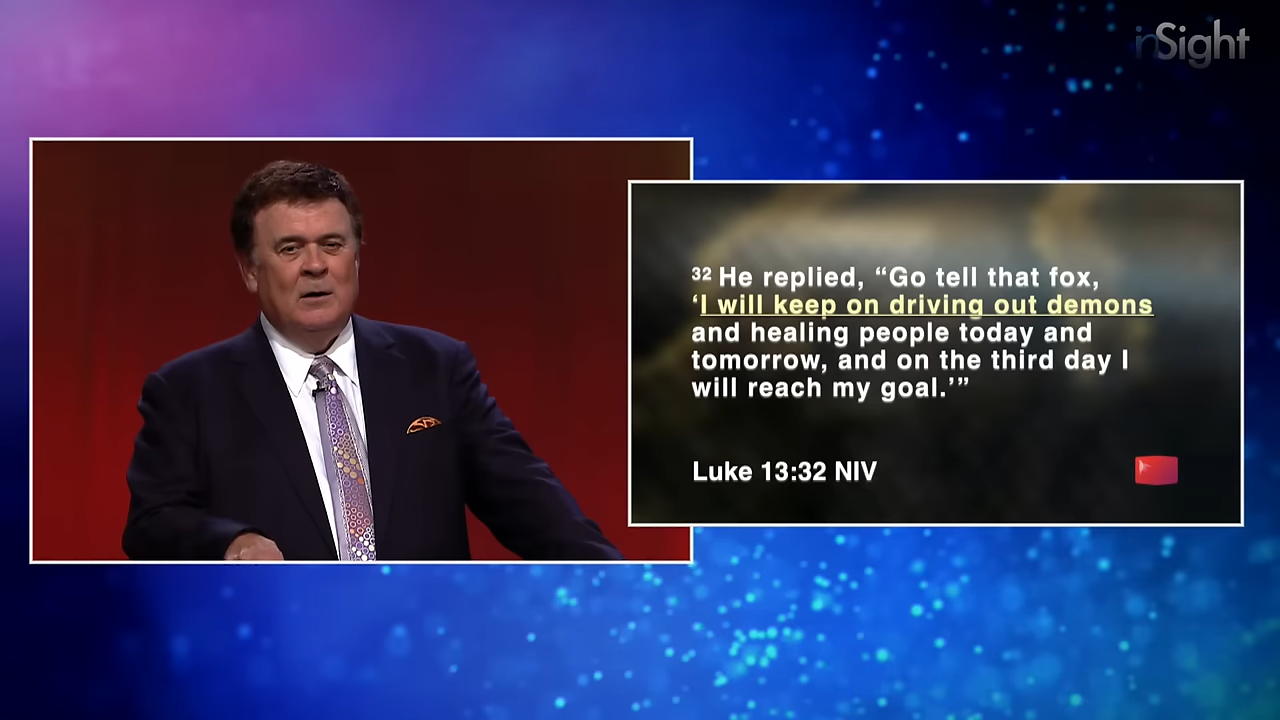 inSight
³² He replied, “Go tell that fox,
‘I will keep on driving out demons
and healing people today and
tomorrow, and on the third day I
will reach my goal.’”
Luke 13:32 NIV